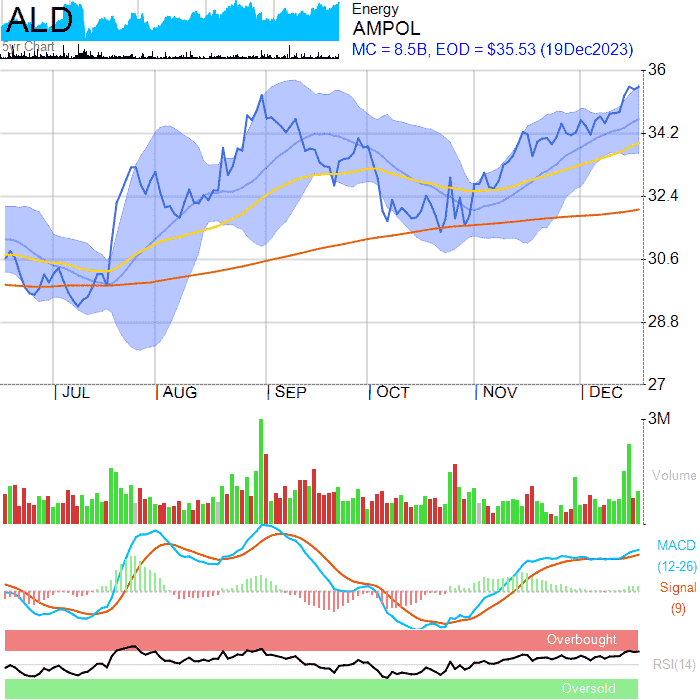 ALD
5yr Chart
Energy
AMPOL
MC = 8.5B, EOD = $35.53 (19Dec2023)
36
34.2
32.4
30.6
28.8
27
JUL AUG SEP OCT NOV DEC
3M
Volume
MACD
(12-26)
Signal
(9)
Overbought
RSI(14)
Oversold